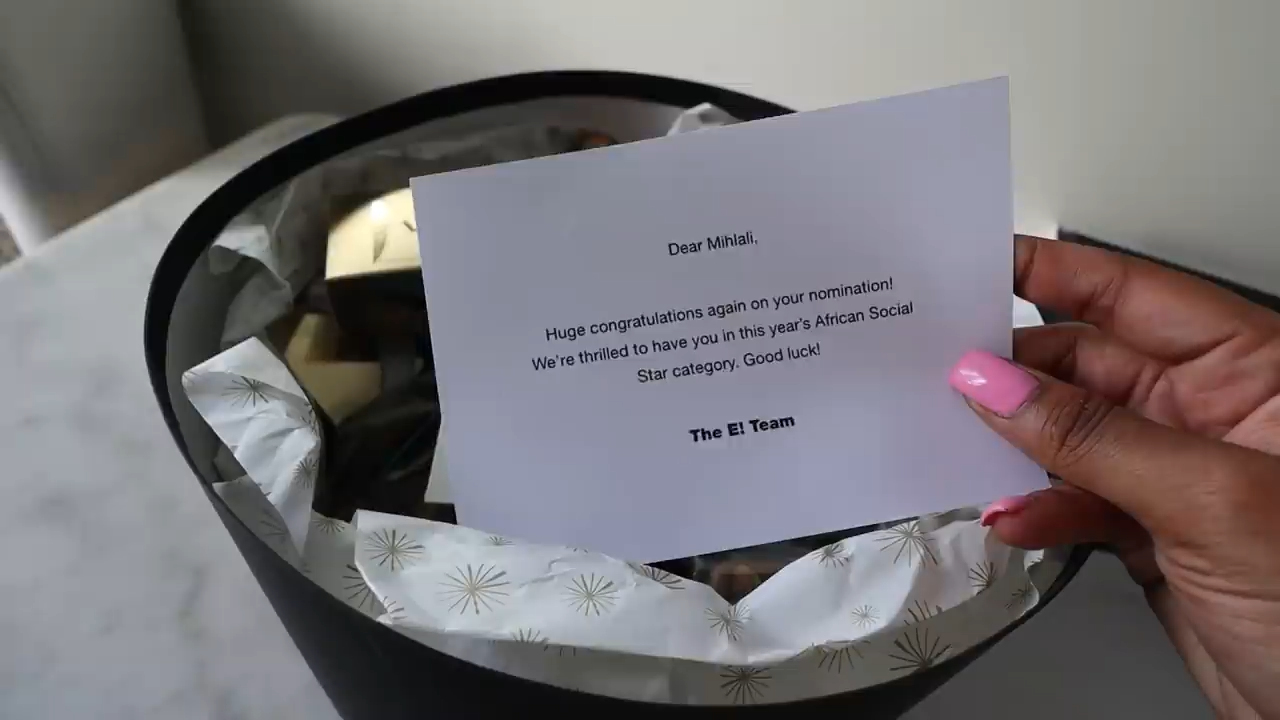 Dear Mihlali,
Huge congratulations again on your nomination!
We're thrilled to have you in this year's African Social
Star category. Good luck!
The E! Team